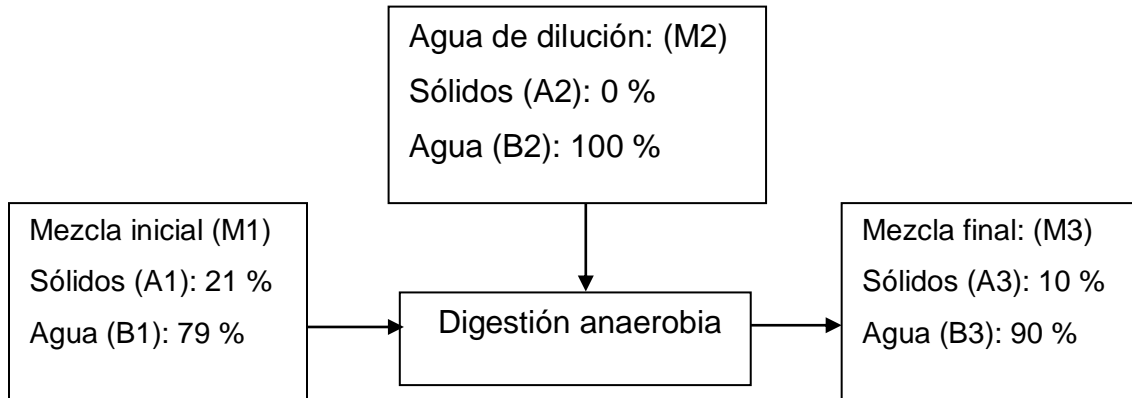 Agua de dilución: (M2)
Sólidos (A2): 0 %
Agua (B2): 100 %
Mezcla inicial (M1)
Sólidos (A1): 21 %
Agua (B1): 79 %
Digestión anaerobia
Mezcla final: (M3)
Sólidos (A3): 10 %
Agua (B3): 90 %